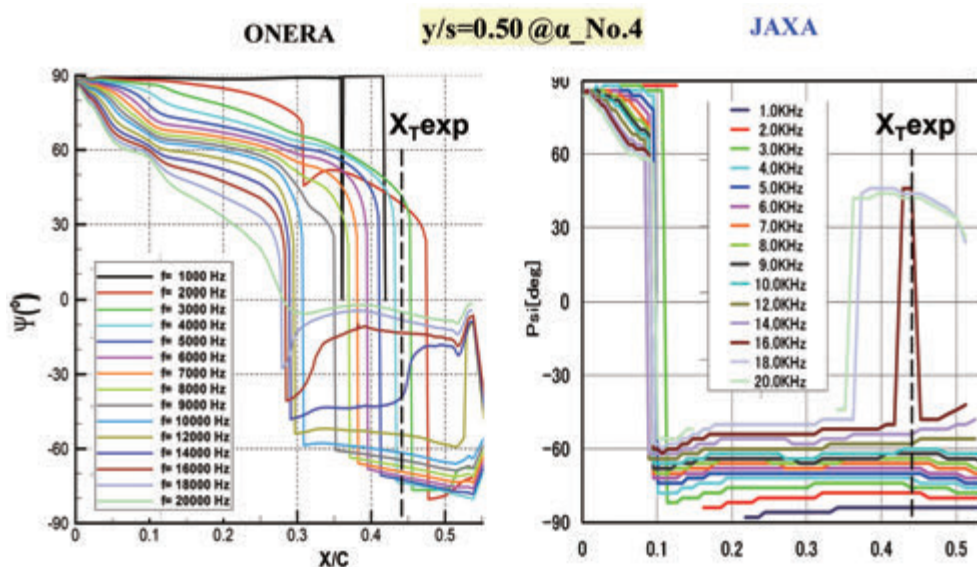 ONERA y/s=0.50 @α_No.4 JAXA
90
60
30
0
-30
-60
-90
Ψ(°)
X_T exp
f= 1000 Hz
f= 2000 Hz
f= 3000 Hz
f= 4000 Hz
f= 5000 Hz
f= 6000 Hz
f= 7000 Hz
f= 8000 Hz
f= 9000 Hz
f= 10000 Hz
f= 12000 Hz
f= 14000 Hz
f= 16000 Hz
f= 18000 Hz
f= 20000 Hz
0 0.1 0.2 0.3 0.4 0.5
X/C
90
60
30
0
-30
-60
-90
Psi[deg]
X_T exp
1.0KHz
2.0KHz
3.0KHz
4.0KHz
5.0KHz
6.0KHz
7.0KHz
8.0KHz
9.0KHz
10.0KHz
12.0KHz
14.0KHz
16.0KHz
18.0KHz
20.0KHz
0 0.1 0.2 0.3 0.4 0.5